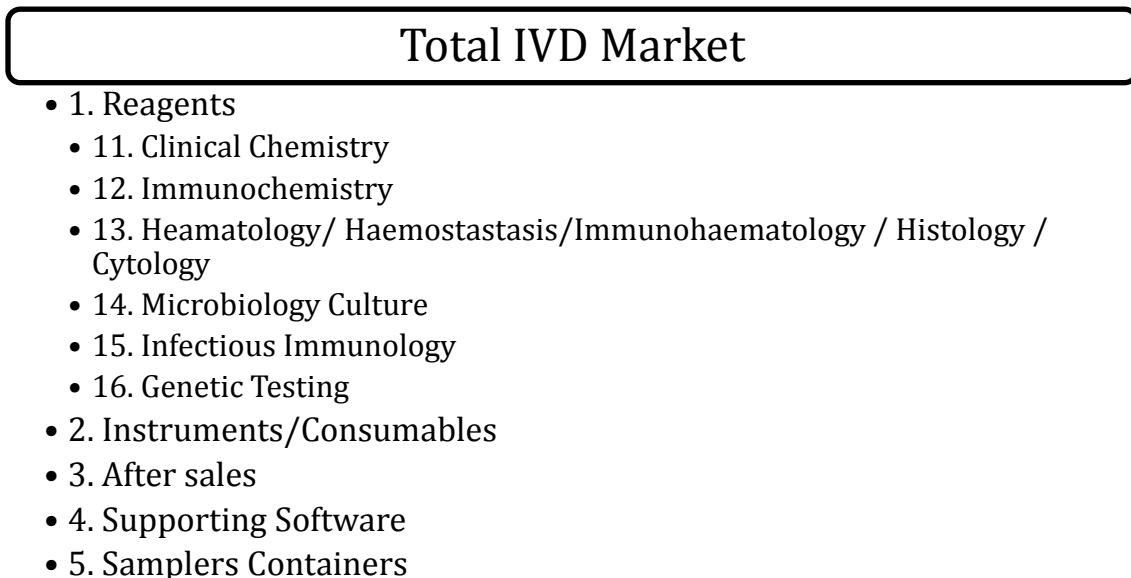 Total IVD Market
• 1. Reagents
• 11. Clinical Chemistry
• 12. Immunochemistry
• 13. Heamatology/ Haemostastasis/Immunohaematology / Histology /
Cytology
• 14. Microbiology Culture
• 15. Infectious Immunology
• 16. Genetic Testing
• 2. Instruments/Consumables
• 3. After sales
• 4. Supporting Software
• 5. Samplers Containers